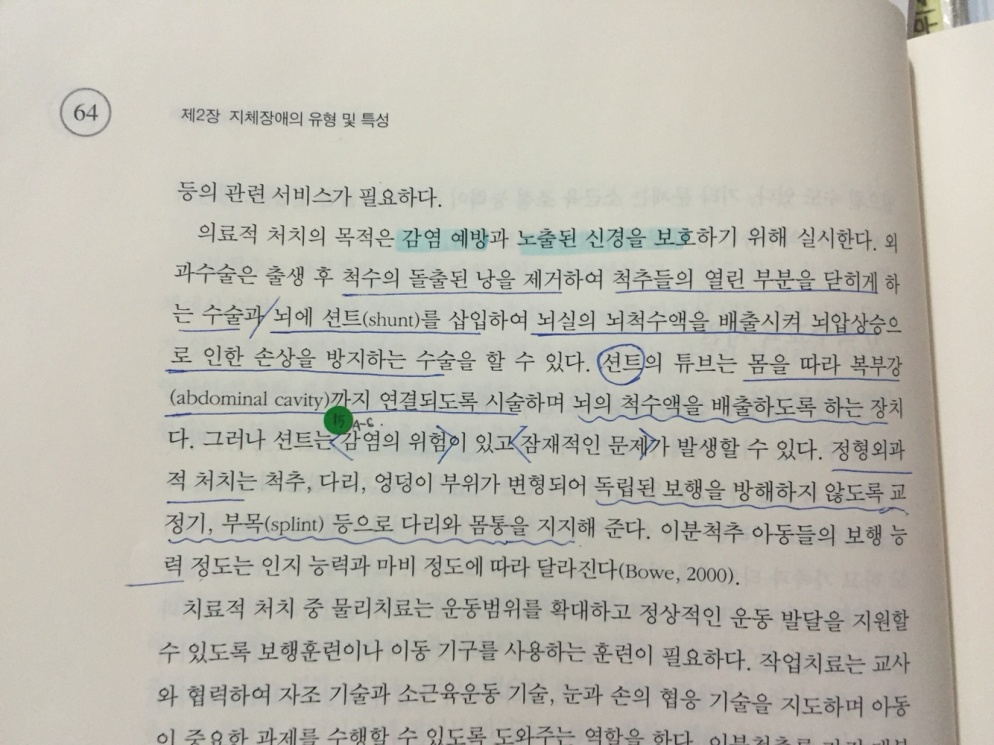 64
제2장 지체장애의 유형 및 특성
등의 관련 서비스가 필요하다.
의료적 처치의 목적은 감염 예방과 노출된 신경을 보호하기 위해 실시한다. 외
과수술은 출생 후 척수의 돌출된 낭을 제거하여 척추들의 열린 부분을 닫히게 하
는 수술과 뇌에 션트(shunt)를 삽입하여 뇌실의 뇌척수액을 배출시켜 뇌압상승으
로 인한 손상을 방지하는 수술을 할 수 있다. 션트의 튜브는 몸을 따라 복부강
(abdominal cavity)까지 연결되도록 시술하며 뇌의 척수액을 배출하도록 하는 장치
15
다. 그러나 션트는 감염의 위험이 있고 잠재적인 문제가 발생할 수 있다. 정형외과
적 처치는 척추, 다리, 엉덩이 부위가 변형되어 독립된 보행을 방해하지 않도록 교
정기, 부목(splint) 등으로 다리와 몸통을 지지해 준다. 이분척추 아동들의 보행 능
력 정도는 인지 능력과 마비 정도에 따라 달라진다(Bowe, 2000).
치료적 처치 중 물리치료는 운동범위를 확대하고 정상적인 운동 발달을 지원할
수 있도록 보행훈련이나 이동 기구를 사용하는 훈련이 필요하다. 작업치료는 교사
와 협력하여 자조 기술과 소근육운동 기술, 눈과 손의 협응 기술을 지도하며 아동
이 중요한 과제를 수행할 수 있도록 도와주는 역할을 한다.